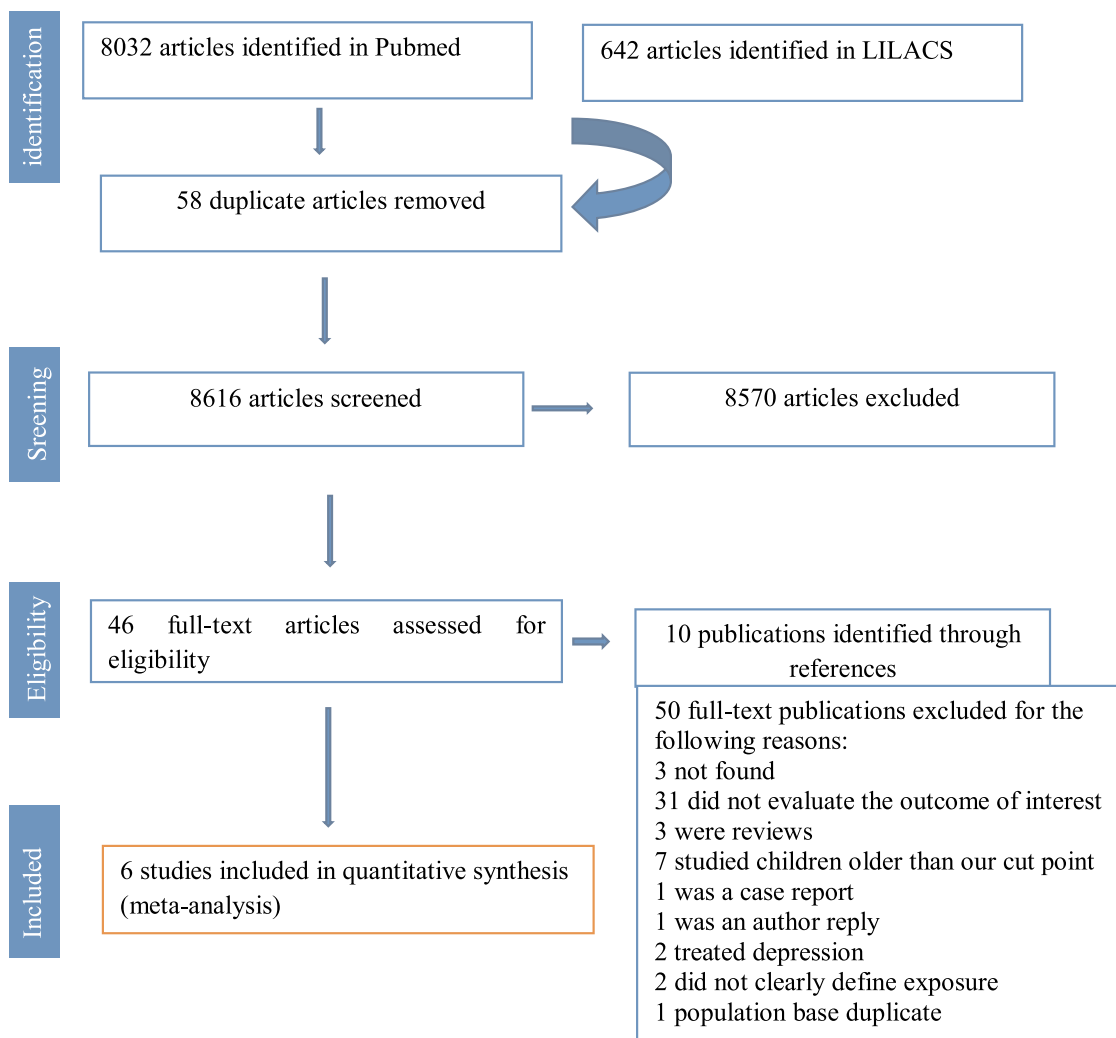 identification
8032 articles identified in Pubmed
642 articles identified in LILACS
58 duplicate articles removed
Sreening
8616 articles screened
8570 articles excluded
Eligibility
46 full-text articles assessed for
eligibility
10 publications identified through
references
50 full-text publications excluded for the
following reasons:
3 not found
31 did not evaluate the outcome of interest
3 were reviews
7 studied children older than our cut point
1 was a case report
1 was an author reply
2 treated depression
2 did not clearly define exposure
1 population base duplicate
Included
6 studies included in quantitative synthesis
(meta-analysis)